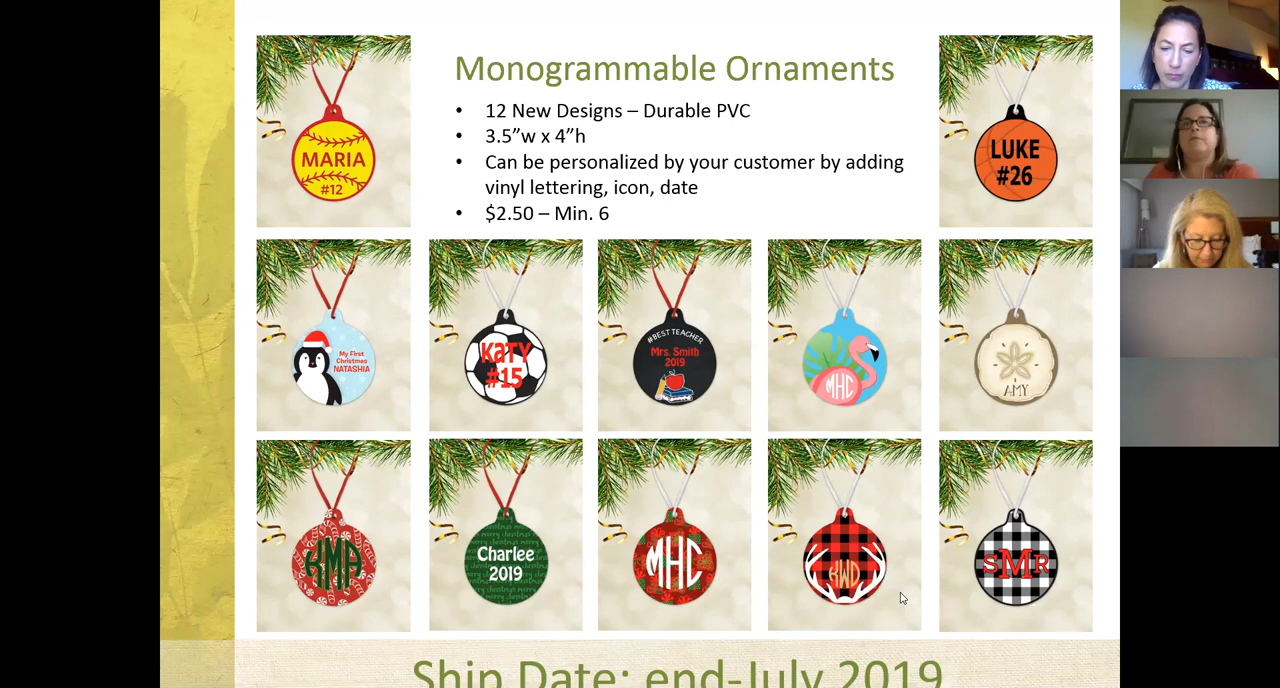 Monogrammable Ornaments
• 12 New Designs – Durable PVC
• 3.5”w x 4”h
• Can be personalized by your customer by adding
vinyl lettering, icon, date
• $2.50 – Min. 6
MARIA
#12
LUKE
#26
My First
Christmas
NATASHIA
KATY
#15
#BEST TEACHER
Mrs. Smith
2019
MHC
AMY
KMA
Charlee
2019
MHC
KWD
SMR
Ship Date: end-July 2019